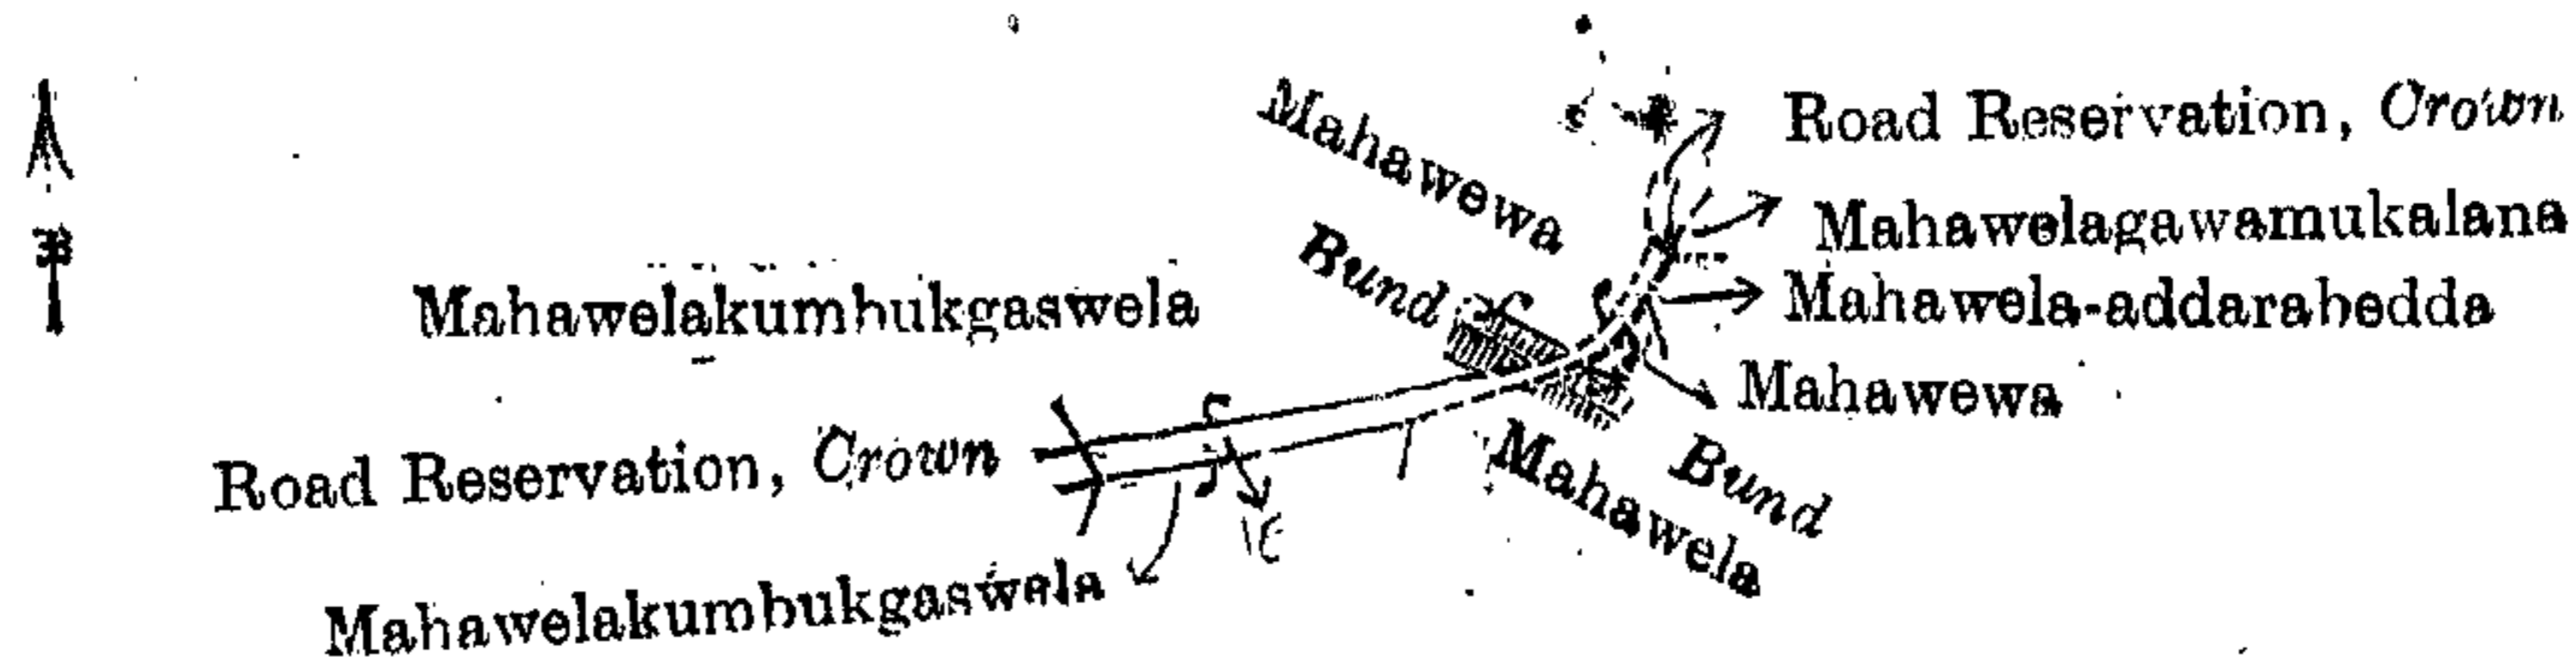 Mahawewa
Road Reservation, Crown
Bund
Mahawelagawamukalana
Mahawelakumbukgaswela
Mahawela-addarahedda
Mahawewa
Road Reservation, Crown
Mahawela
Bund
Mahawelakumbukgaswela